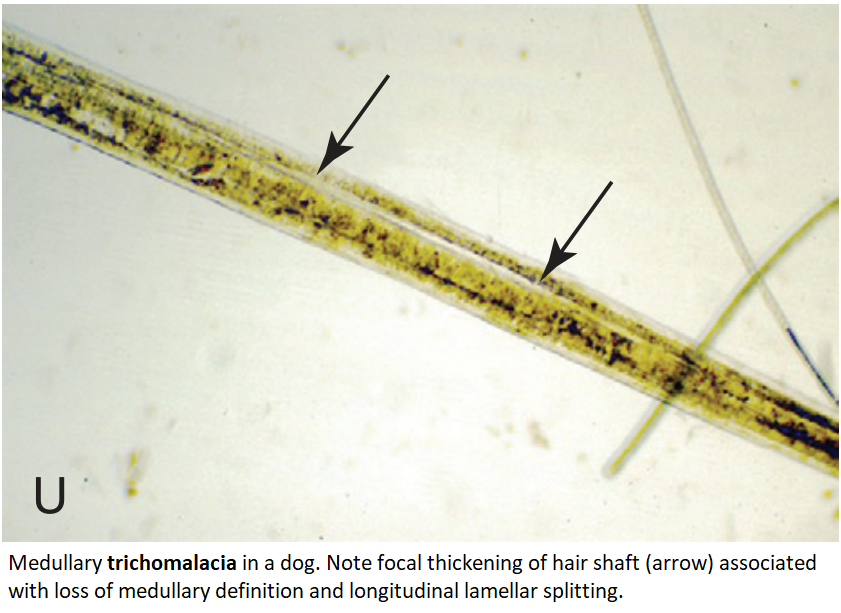 U
Medullary trichomalacia in a dog. Note focal thickening of hair shaft (arrow) associated
with loss of medullary definition and longitudinal lamellar splitting.